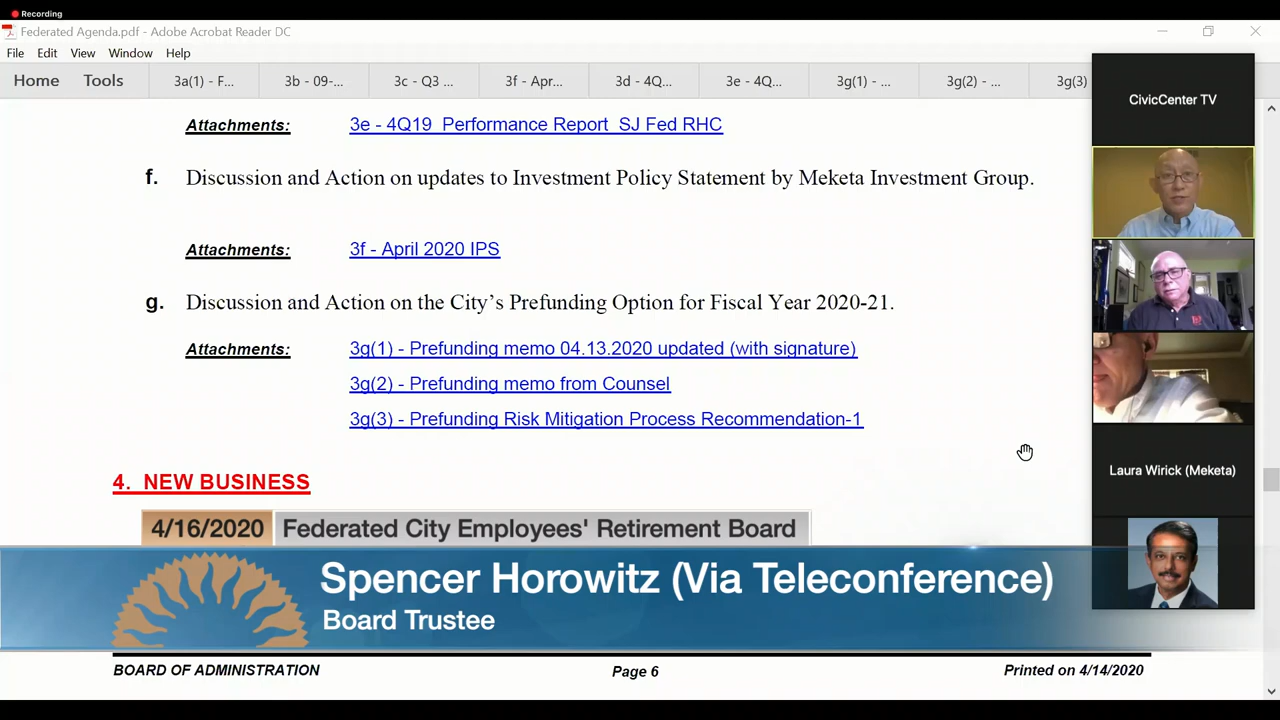 Recording
Federated Agenda.pdf - Adobe Acrobat Reader DC
File Edit View Window Help
Home Tools 3a(1) - F... 3b - 09-... 3c - Q3 ... 3f - Apr... 3d - 4Q... 3e - 4Q... 3g(1) - ... 3g(2) - ... 3g(3)
Attachments: 3e - 4Q19 Performance Report SJ Fed RHC
f. Discussion and Action on updates to Investment Policy Statement by Meketa Investment Group.
Attachments: 3f - April 2020 IPS
g. Discussion and Action on the City’s Prefunding Option for Fiscal Year 2020-21.
Attachments: 3g(1) - Prefunding memo 04.13.2020 updated (with signature)
3g(2) - Prefunding memo from Counsel
3g(3) - Prefunding Risk Mitigation Process Recommendation-1
4. NEW BUSINESS
CivicCenter TV
Laura Wirick (Meketa)
4/16/2020 Federated City Employees' Retirement Board
Spencer Horowitz (Via Teleconference)
Board Trustee
BOARD OF ADMINISTRATION Page 6 Printed on 4/14/2020